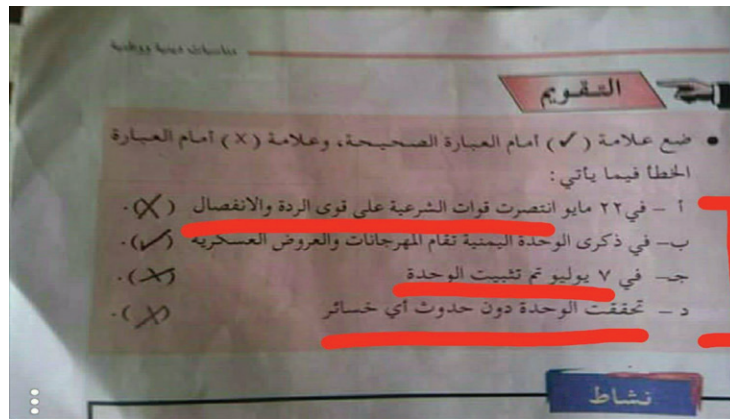 مناسبات دينية ووطنية
التقويم
• ضع علامة (✓) أمام العبارة الصحيحة، وعلامة (×) أمام العبارة
الخطأ فيما يأتي:
أ – في ٢٢ مايو انتصرت قوات الشرعية على قوى الردة والانفصال (×).
ب– في ذكرى الوحدة اليمنية تقام المهرجانات والعروض العسكرية (✓).
جـ– في ٧ يوليو تم تثبيت الوحدة (×).
د – تحققت الوحدة دون حدوث أي خسائر (×).
نشاط